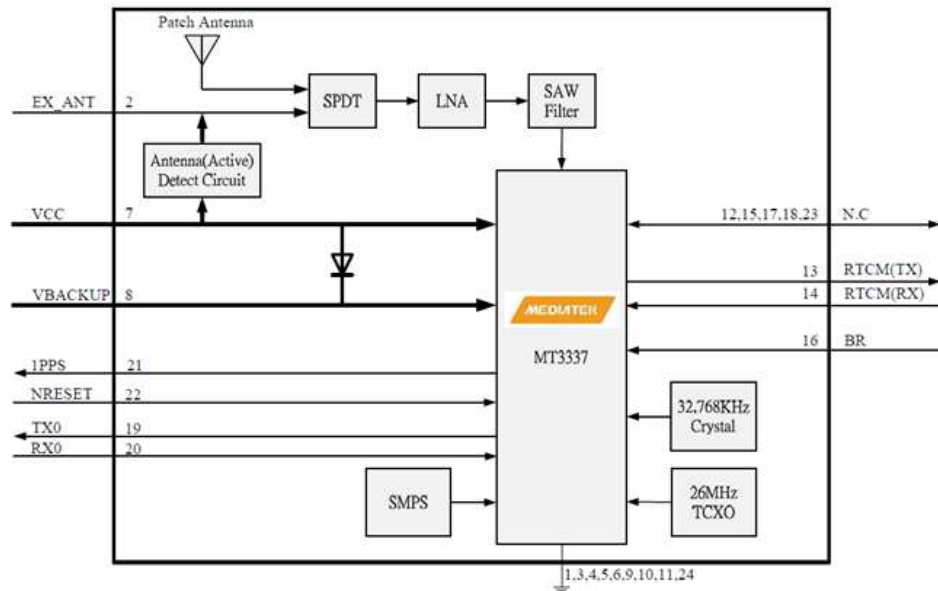 Patch Antenna
EX_ANT 2
SPDT
LNA
SAW
Filter
Antenna(Active)
Detect Circuit
VCC 7
12,15,17,18,23 N.C
13 RTCM(TX)
VBACKUP 8
14 RTCM(RX)
MEDIATEK
MT3337
16 BR
1PPS 21
NRESET 22
TX0 19
RX0 20
32,768KHz
Crystal
SMPS
26MHz
TCXO
1,3,4,5,6,9,10,11,24